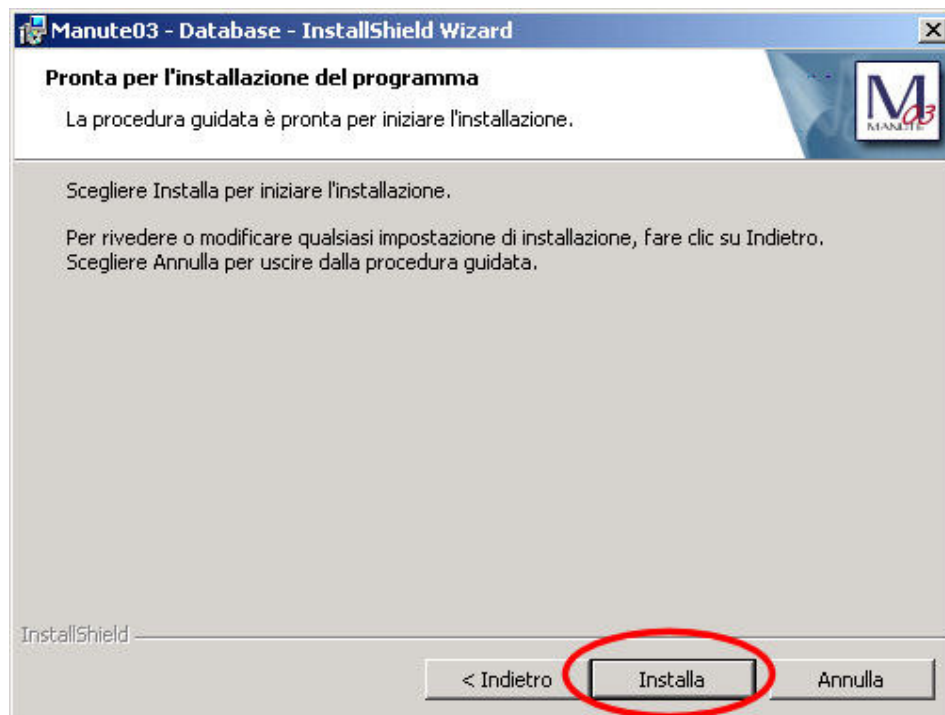 Manute03 - Database - InstallShield Wizard
Pronta per l'installazione del programma
La procedura guidata è pronta per iniziare l'installazione.
M03
MANUTE
Scegliere Installa per iniziare l'installazione.
Per rivedere o modificare qualsiasi impostazione di installazione, fare clic su Indietro.
Scegliere Annulla per uscire dalla procedura guidata.
InstallShield
< Indietro Installa Annulla